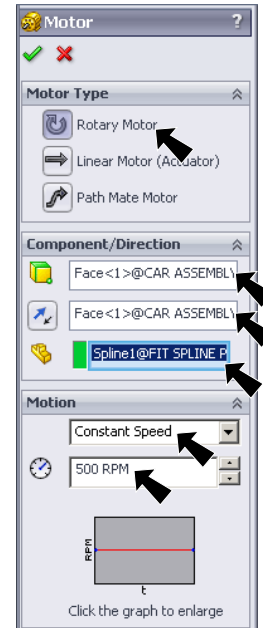 Motor ?
Motor Type
Rotary Motor
Linear Motor (Actuator)
Path Mate Motor
Component/Direction
Face<1>@CAR ASSEMBLY
Face<1>@CAR ASSEMBLY
Spline1@FIT SPLINE P
Motion
Constant Speed
500 RPM
RPM
t
Click the graph to enlarge